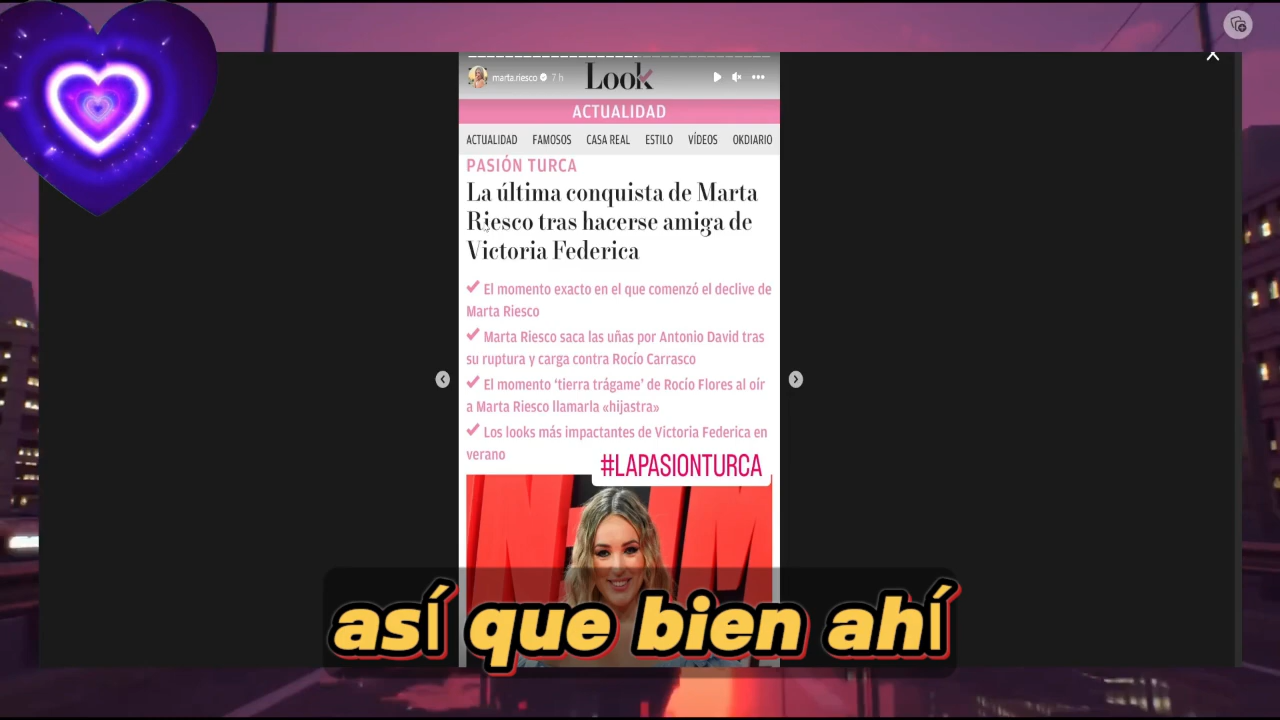 marta.riesco 7 h
Look
ACTUALIDAD
ACTUALIDAD FAMOSOS CASA REAL ESTILO VÍDEOS OKDIARIO
PASIÓN TURCA
La última conquista de Marta
Riesco tras hacerse amiga de
Victoria Federica
El momento exacto en el que comenzó el declive de
Marta Riesco
Marta Riesco saca las uñas por Antonio David tras
su ruptura y carga contra Rocío Carrasco
El momento ‘tierra trágame’ de Rocío Flores al oír
a Marta Riesco llamarla «hijastra»
Los looks más impactantes de Victoria Federica en
verano
#LAPASIONTURCA
así que bien ahí